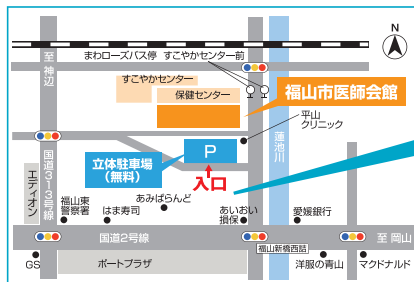 N
まわローズバス停 すこやかセンター前
至神辺
すこやかセンター
保健センター
福山市医師会館
平山
クリニック
蓮池川
国道313号線
立体駐車場
(無料)
P
入口
エディオン
福山東
警察署
はま寿司
あみぱらんど
あいおい
損保
愛媛銀行
国道2号線
至 岡山
福山新橋西詰
GS
ポートプラザ
洋服の青山
マクドナルド